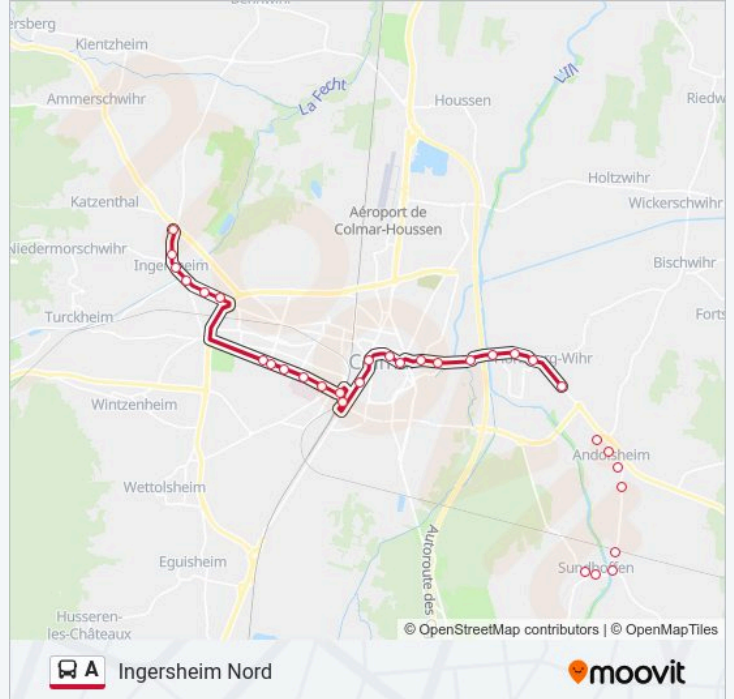 ersberg
Kientzheim
Ammerschwihr
La Fecht
L'Ill
Houssen
Riedw
Holtzwihr
Katzenthal
Wickerschwihr
Aéroport de
Colmar-Houssen
Niedermorschwihr
Bischwihr
Turckheim
Forts
Wintzenheim
Andolsheim
Wettolsheim
Sundhoffen
Eguisheim
Autoroute des
Husseren-
les-Châteaux
© OpenStreetMap contributors | © OpenMapTiles
A Ingersheim Nord
moovit